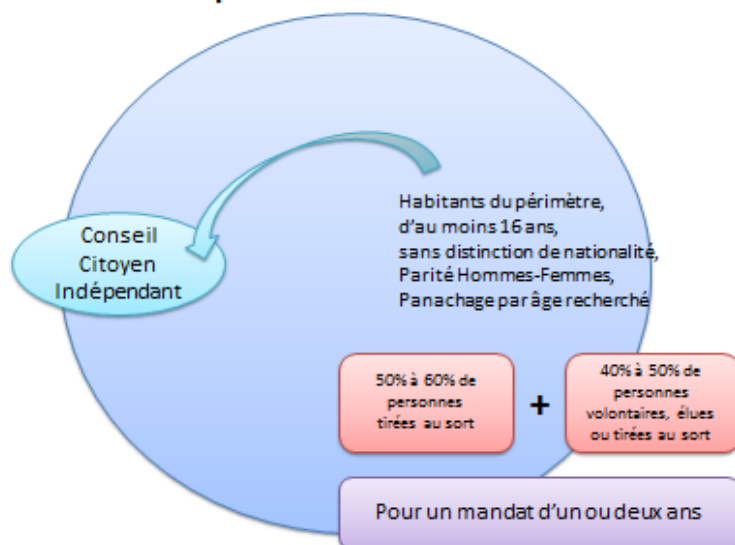 Conseil
Citoyen
Indépendant
Habitants du périmètre,
d'au moins 16 ans,
sans distinction de nationalité,
Parité Hommes-Femmes,
Panachage par âge recherché
50% à 60% de
personnes
tirées au sort
+
40% à 50% de
personnes
volontaires, élues
ou tirées au sort
Pour un mandat d'un ou deux ans